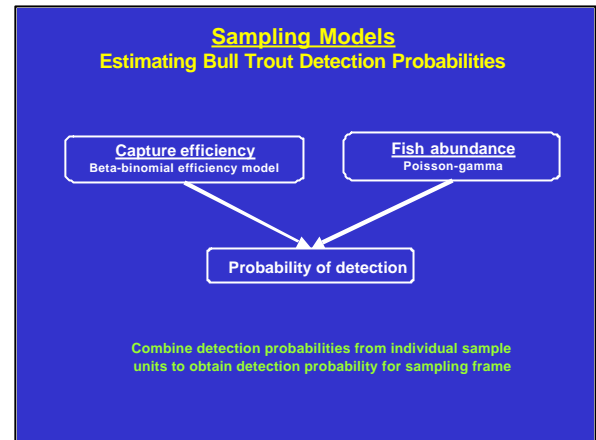 Sampling Models
Estimating Bull Trout Detection Probabilities
Capture efficiency
Beta-binomial efficiency model
Fish abundance
Poisson-gamma
Probability of detection
Combine detection probabilities from individual sample
units to obtain detection probability for sampling frame